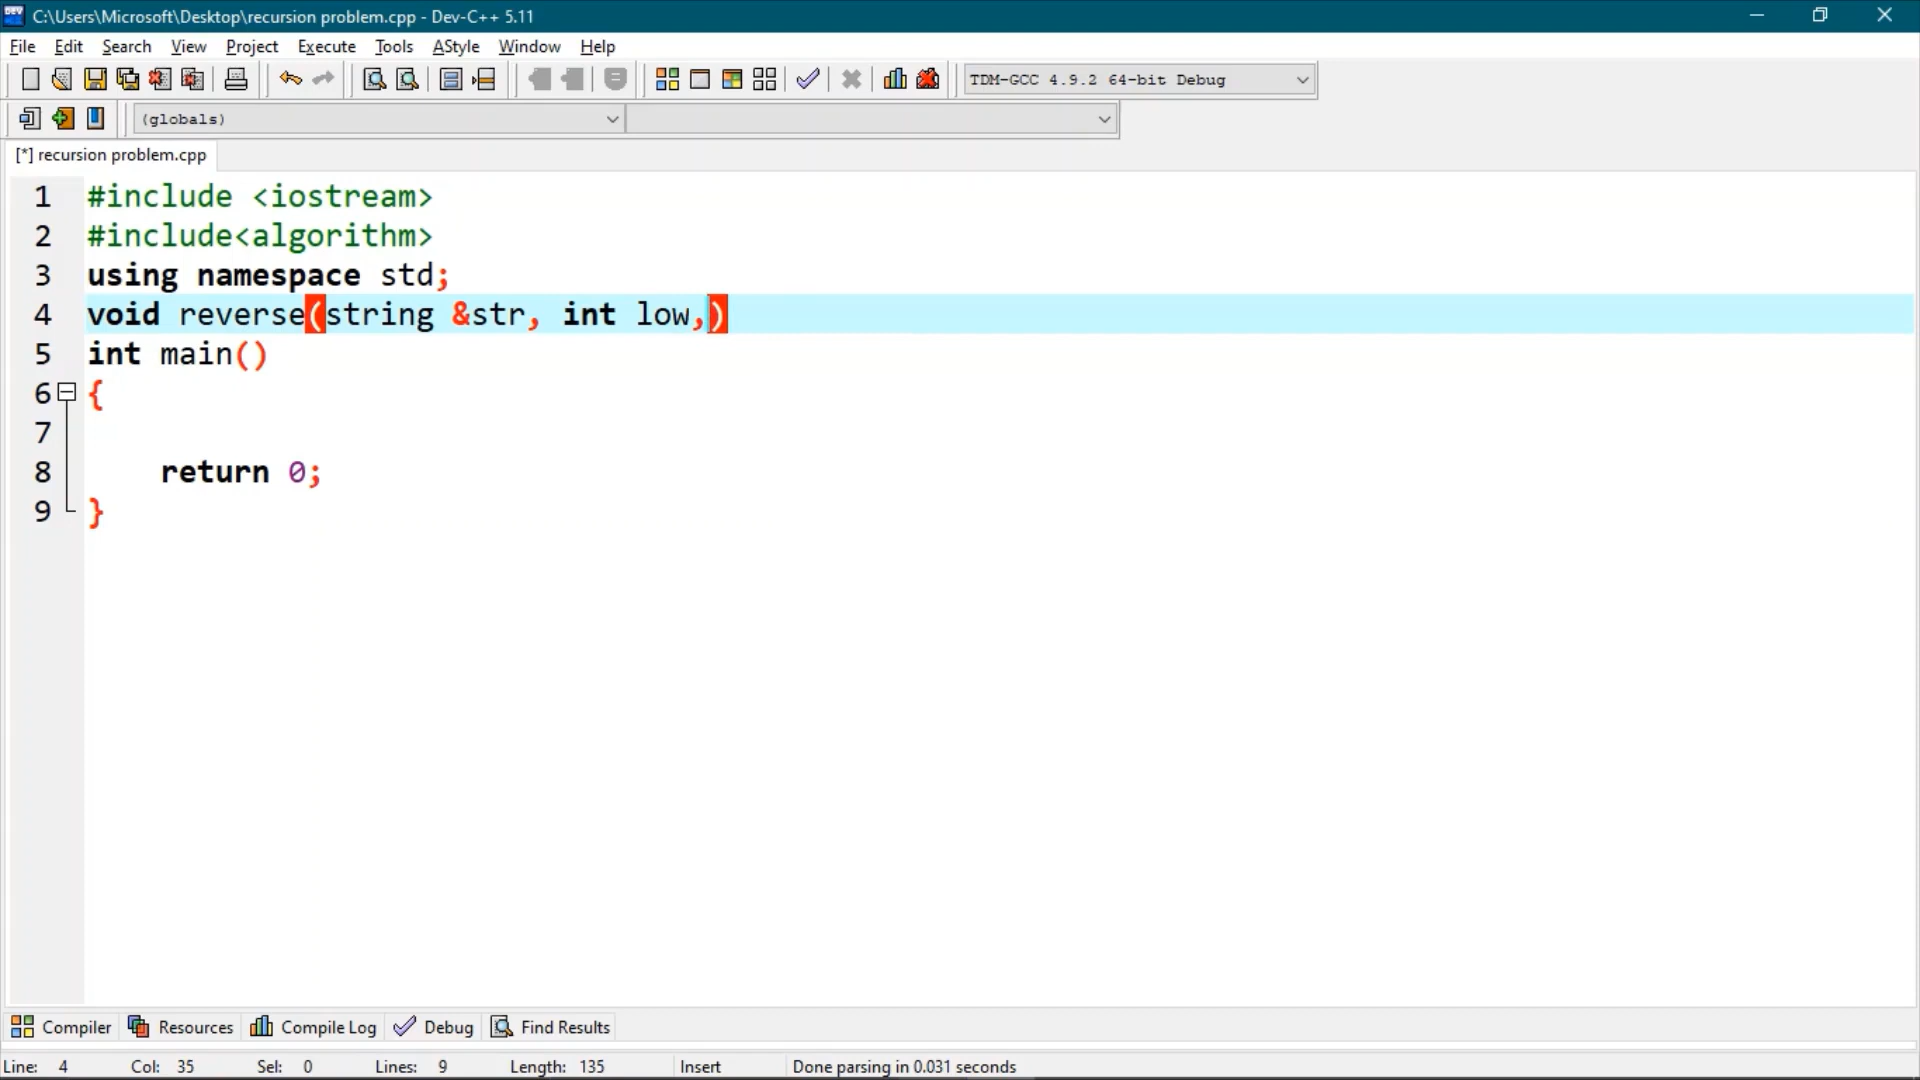 C:\Users\Microsoft\Desktop\recursion problem.cpp - Dev-C++ 5.11
File Edit Search View Project Execute Tools AStyle Window Help
TDM-GCC 4.9.2 64-bit Debug
(globals)
[*] recursion problem.cpp
1 #include <iostream>
2 #include<algorithm>
3 using namespace std;
4 void reverse(string &str, int low,)
5 int main()
6 {
7
8 return 0;
9 }
Compiler Resources Compile Log Debug Find Results
Line: 4 Col: 35 Sel: 0 Lines: 9 Length: 135 Insert Done parsing in 0.031 seconds